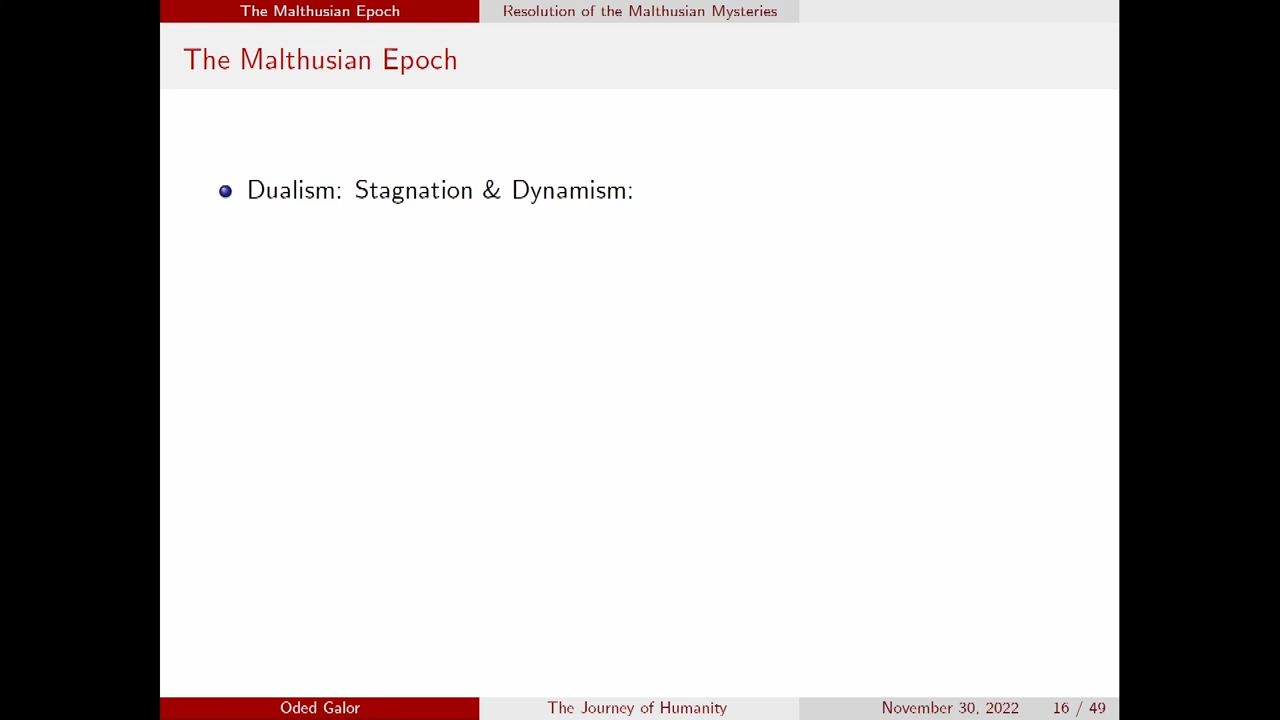 The Malthusian Epoch
Resolution of the Malthusian Mysteries
The Malthusian Epoch
Dualism: Stagnation & Dynamism:
Oded Galor
The Journey of Humanity
November 30, 2022
16 / 49